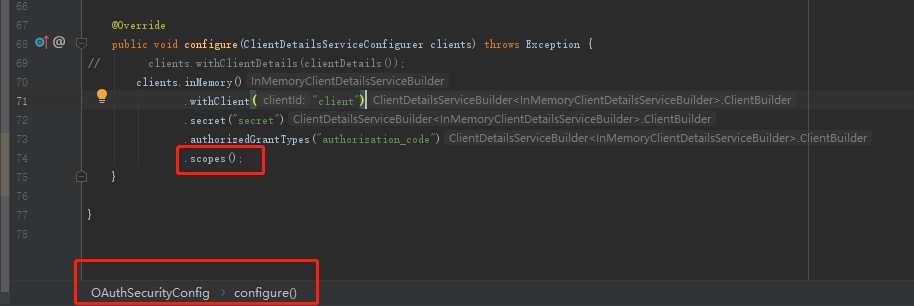 66
67 @Override
68 @ public void configure(ClientDetailsServiceConfigurer clients) throws Exception {
69 // clients.withClientDetails(clientDetails());
70 clients.inMemory() InMemoryClientDetailsServiceBuilder
71 .withClient( clientId: "client") ClientDetailsServiceBuilder<InMemoryClientDetailsServiceBuilder>.ClientBuilder
72 .secret("secret") ClientDetailsServiceBuilder<InMemoryClientDetailsServiceBuilder>.ClientBuilder
73 .authorizedGrantTypes("authorization_code") ClientDetailsServiceBuilder<InMemoryClientDetailsServiceBuilder>.ClientBuilder
74 .scopes();
75 }
76
77 }
78
OAuthSecurityConfig › configure()